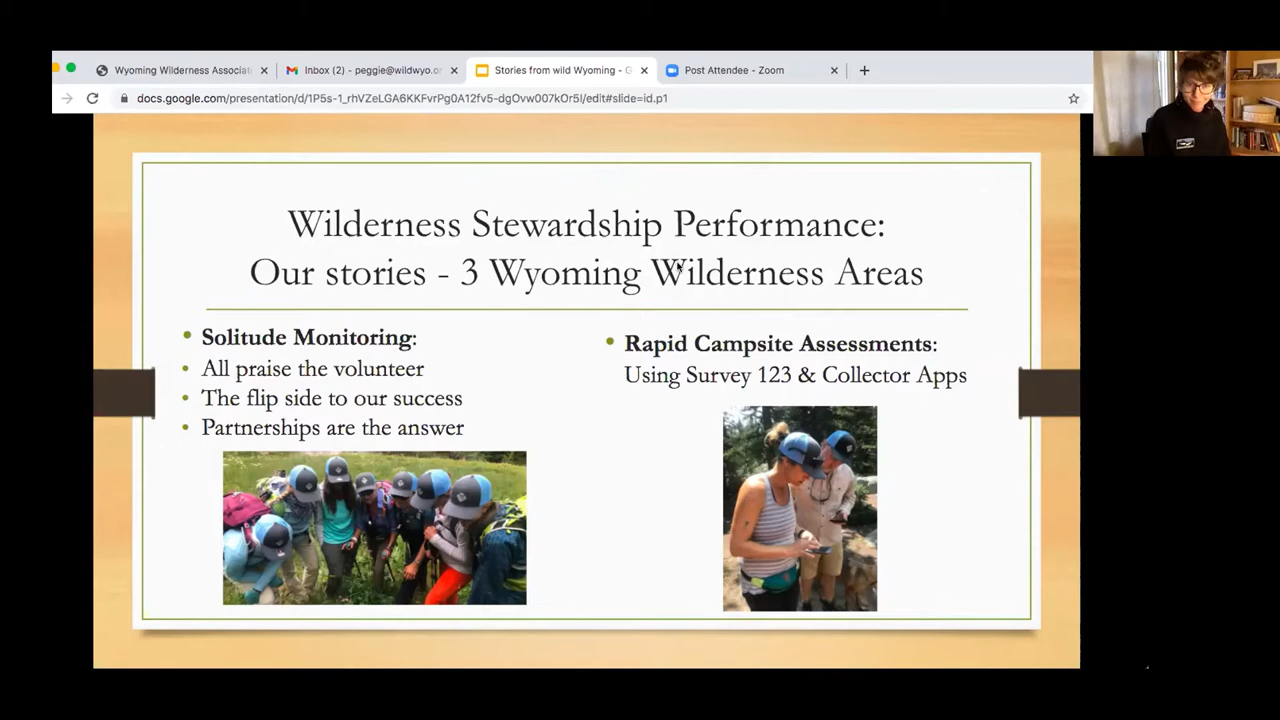 Wyoming Wilderness Associat
Inbox (2) - peggie@wildwyo.or
Stories from wild Wyoming - G
Post Attendee - Zoom
docs.google.com/presentation/d/1P5s-1_rhVZeLGA6KKFvrPg0A12fv5-dgOvw007kOr5I/edit#slide=id.p1
Wilderness Stewardship Performance:
Our stories - 3 Wyoming Wilderness Areas
• Solitude Monitoring:
• All praise the volunteer
• The flip side to our success
• Partnerships are the answer
• Rapid Campsite Assessments:
Using Survey 123 & Collector Apps